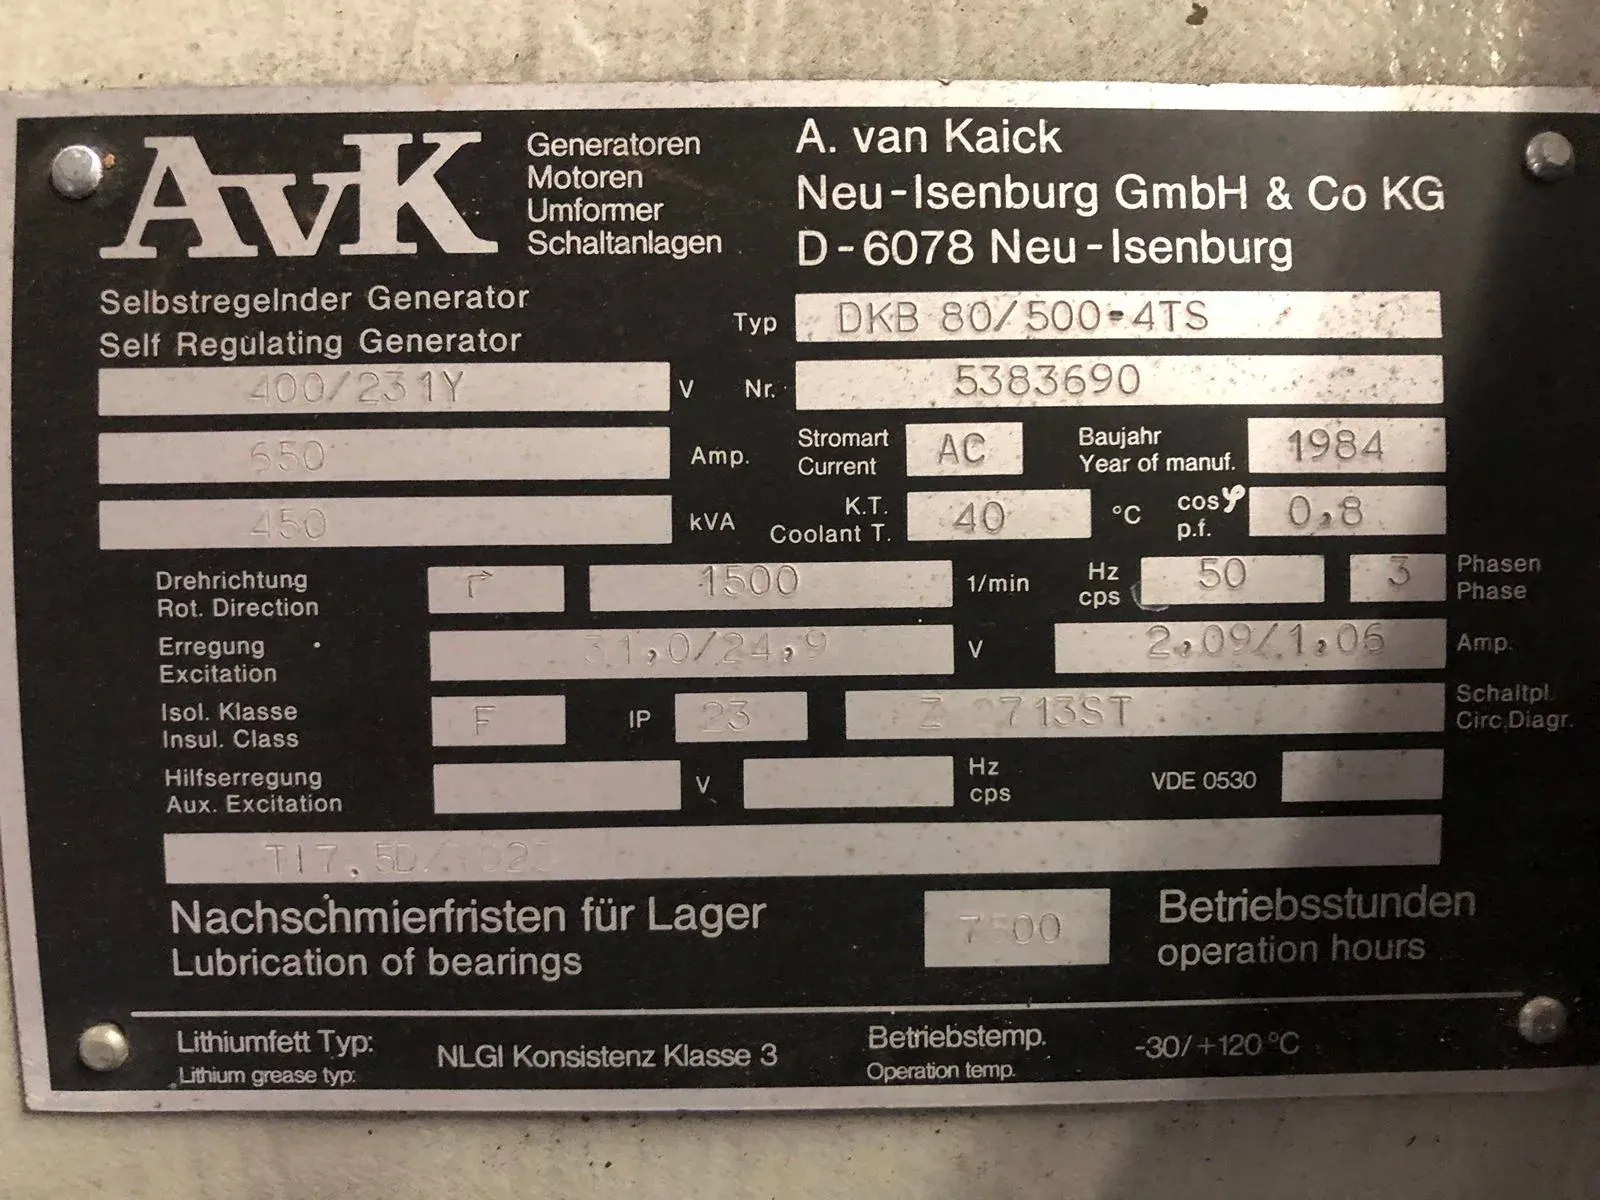 AvK
Generatoren
Motoren
Umformer
Schaltanlagen
A. van Kaick
Neu-Isenburg GmbH & Co KG
D-6078 Neu-Isenburg
Selbstregelnder Generator
Self Regulating Generator
Typ DKB 80/500-4TS
400/231Y V
Nr. 5383690
650 Amp.
Stromart AC
Current
Baujahr 1984
Year of manuf.
450 kVA
K.T. 40 °C
Coolant T.
cosφ 0,8
p.f.
Drehrichtung 1500 1/min
Rot. Direction
Hz 50 3 Phasen
cps Phase
Erregung 31,0/24,9 V 2,09/1,06 Amp.
Excitation
Isol. Klasse F IP 23 Schaltpl.
Insul. Class Circ.Diagr.
Hilfserregung V Hz VDE 0530
Aux. Excitation cps
Nachschmierfristen für Lager Betriebsstunden
Lubrication of bearings operation hours
Lithiumfett Typ: NLGI Konsistenz Klasse 3 Betriebstemp. -30/+120°C
Lithium grease typ: Operation temp.